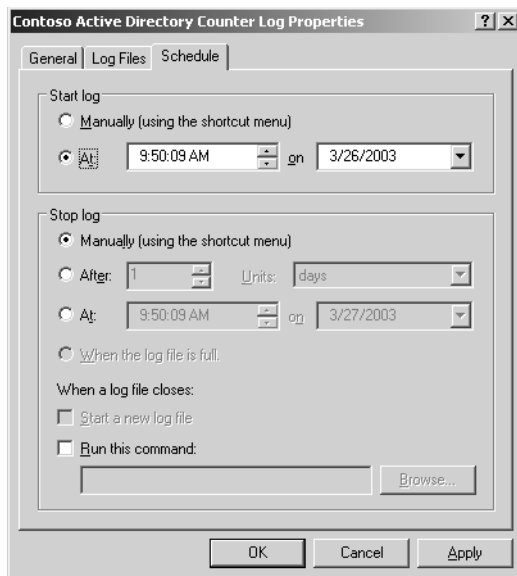 Contoso Active Directory Counter Log Properties
General Log Files Schedule
Start log
Manually (using the shortcut menu)
At: 9:50:09 AM on 3/26/2003
Stop log
Manually (using the shortcut menu)
After: 1 Units: days
At: 9:50:09 AM on 3/27/2003
When the log file is full.
When a log file closes:
Start a new log file
Run this command:
Browse...
OK Cancel Apply